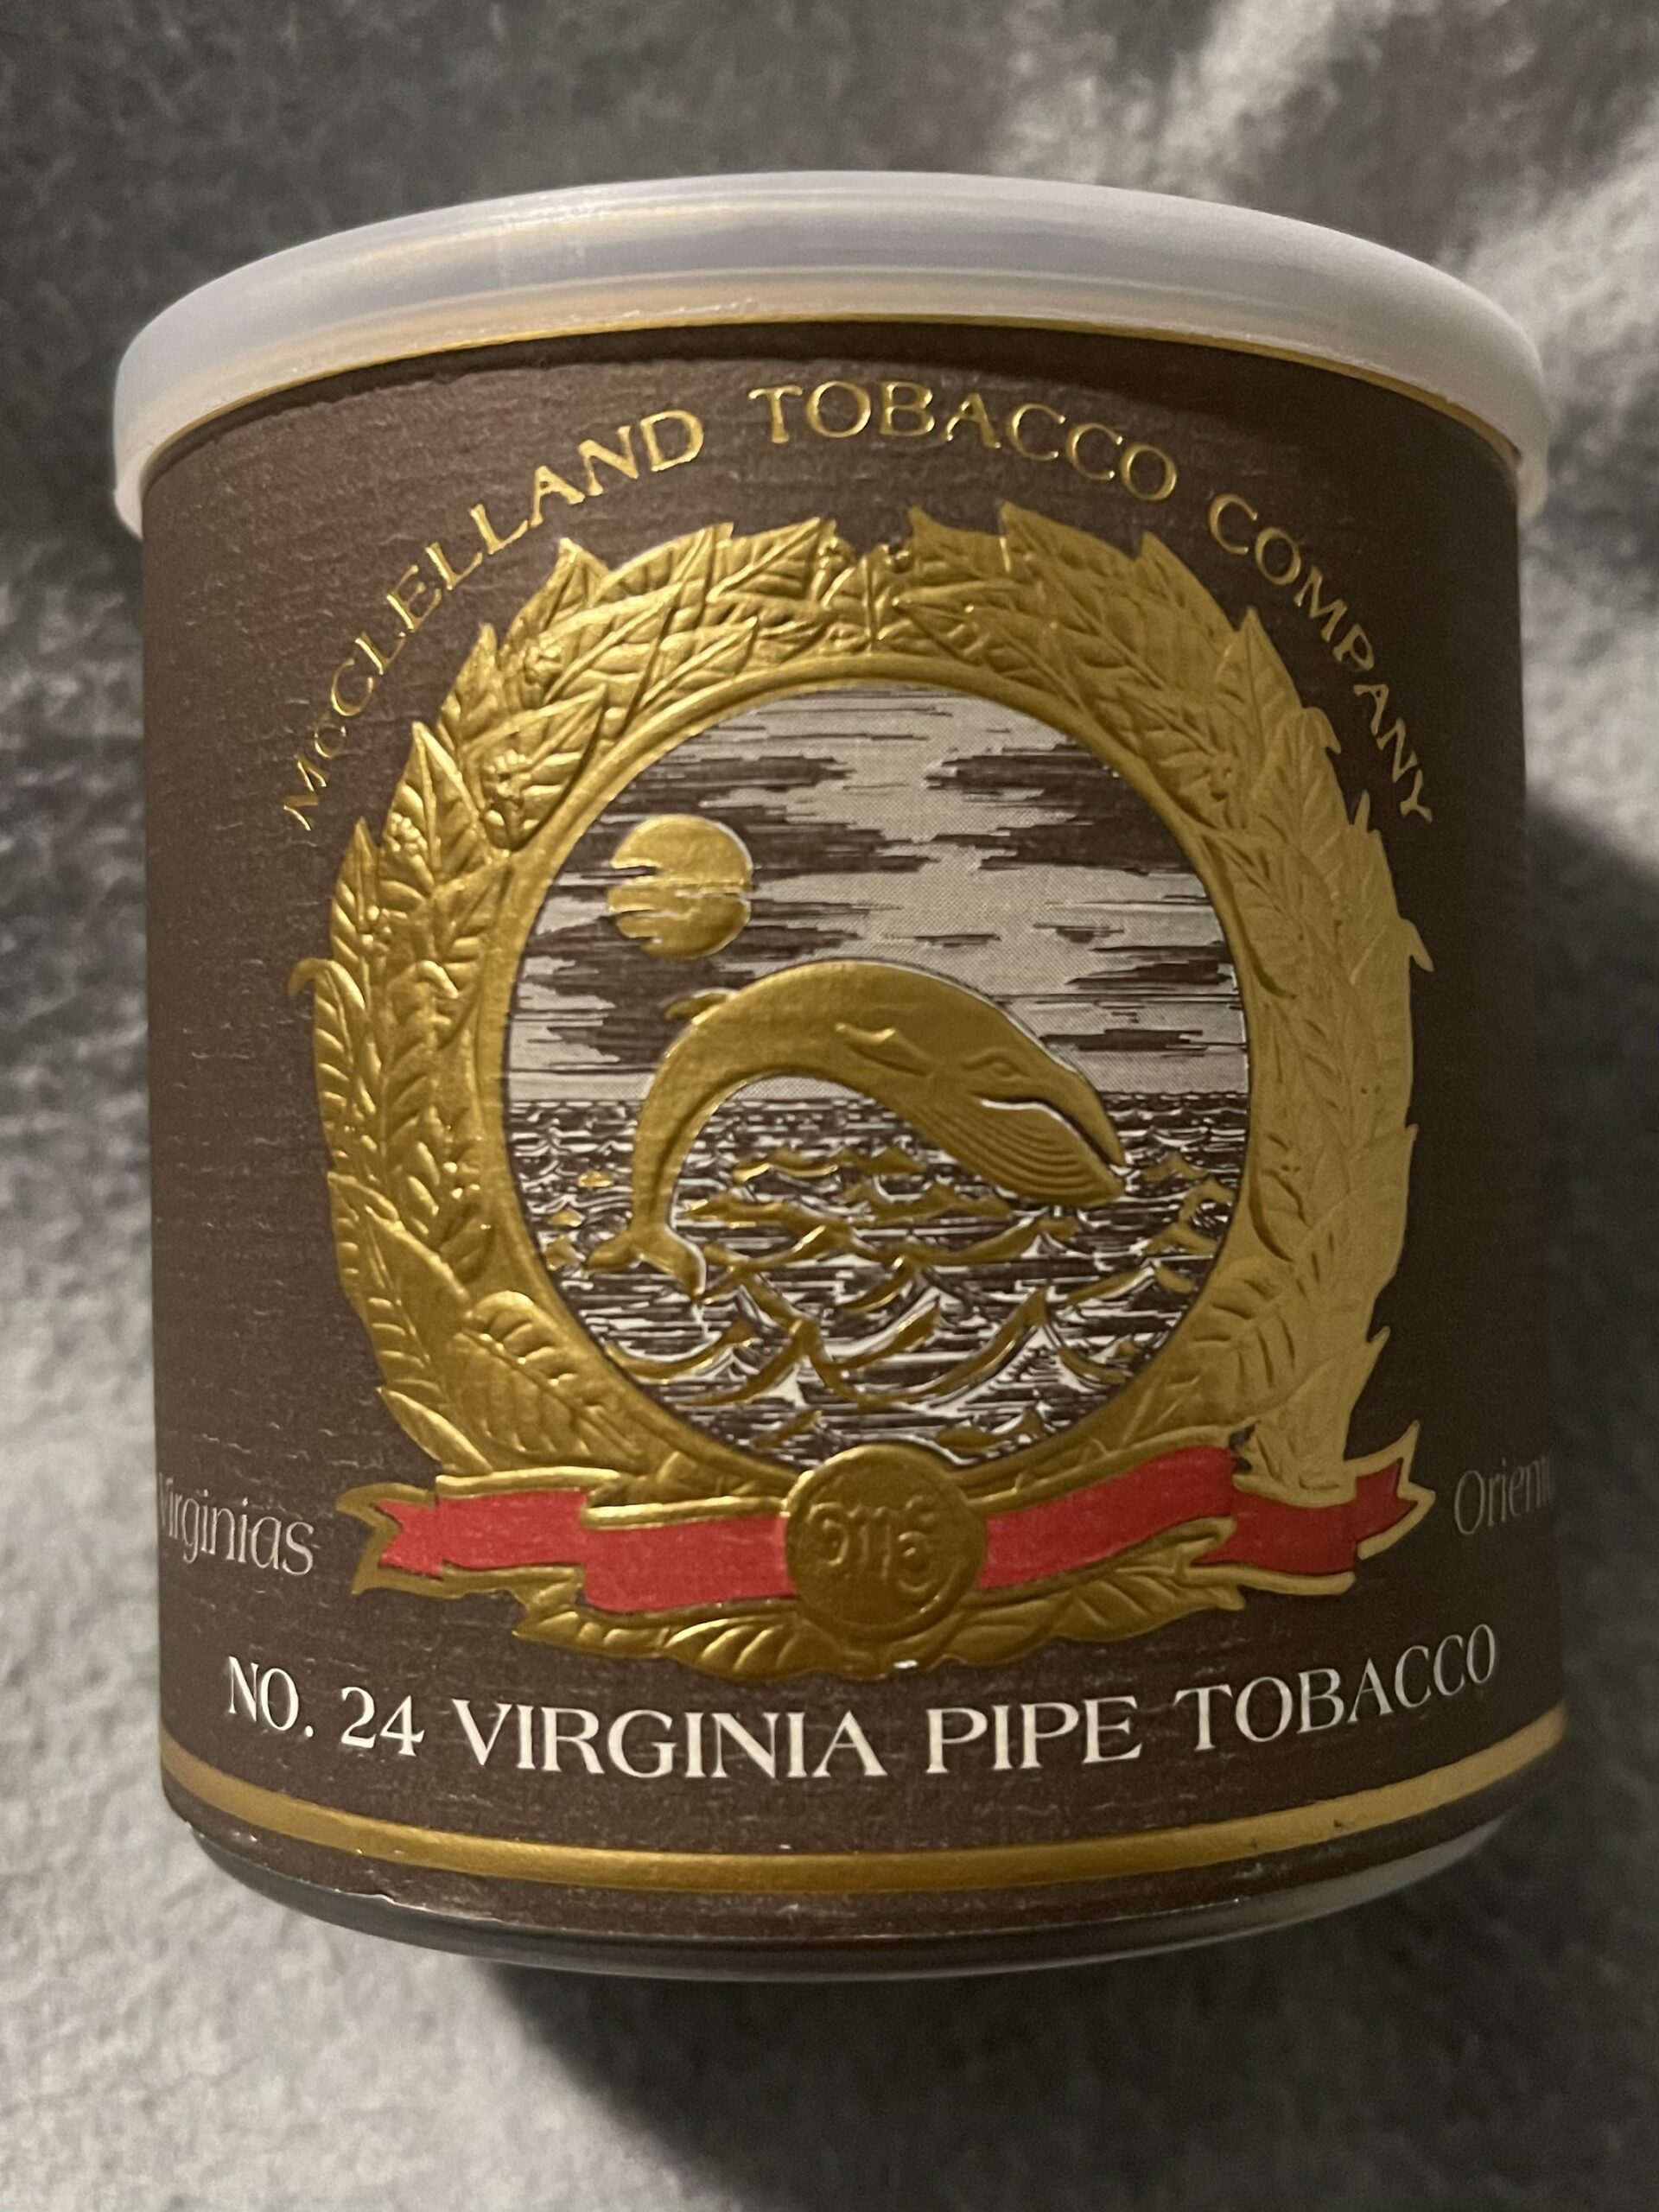 McCLELLAND TOBACCO COMPANY
Virginias
NO. 24 VIRGINIA PIPE TOBACCO